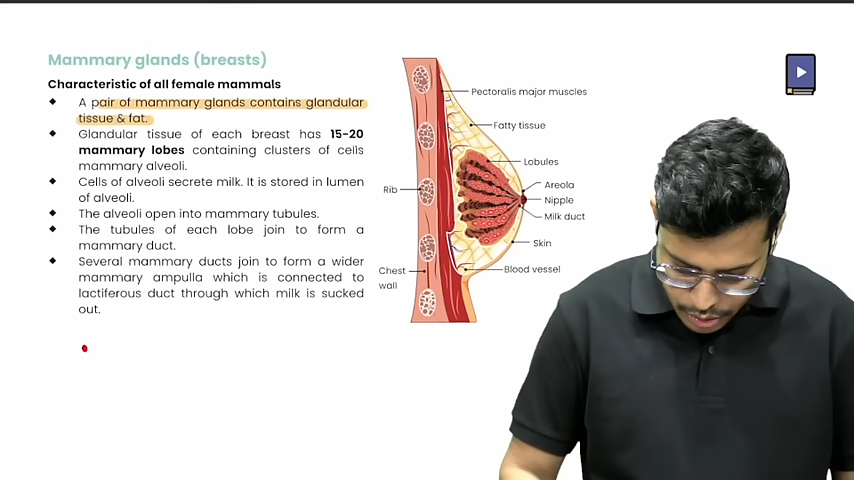 Mammary glands (breasts)
Characteristic of all female mammals
A pair of mammary glands contains glandular
tissue & fat.
Glandular tissue of each breast has 15-20
mammary lobes containing clusters of cells
mammary alveoli.
Cells of alveoli secrete milk. It is stored in lumen
of alveoli.
The alveoli open into mammary tubules.
The tubules of each lobe join to form a
mammary duct.
Several mammary ducts join to form a wider
mammary ampulla which is connected to
lactiferous duct through which milk is sucked
out.
Pectoralis major muscles
Fatty tissue
Lobules
Areola
Rib
Nipple
Milk duct
Skin
Blood vessel
Chest
wall